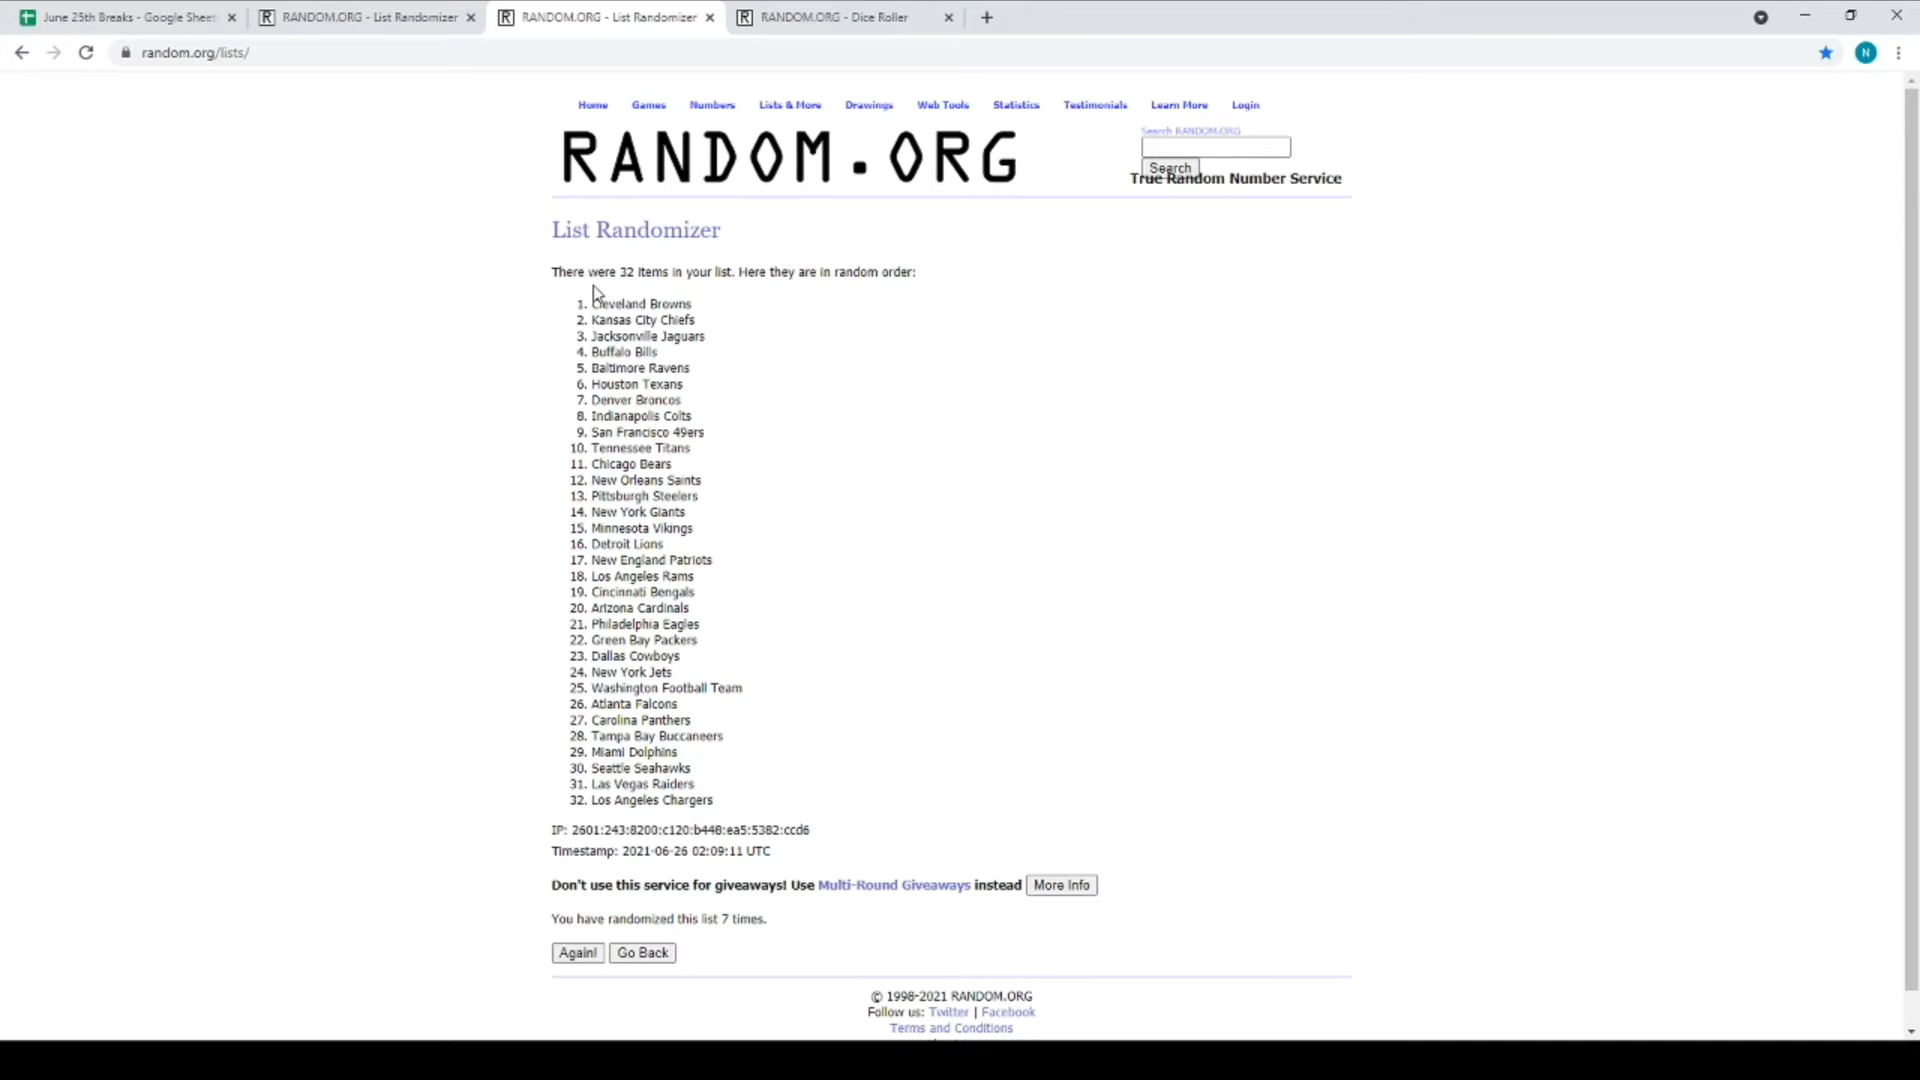 June 25th Breaks - Google Sheet
RANDOM.ORG - List Randomizer
RANDOM.ORG - List Randomizer
RANDOM.ORG - Dice Roller
random.org/lists/
N
Home Games Numbers Lists & More Drawings Web Tools Statistics Testimonials Learn More Login
RANDOM.ORG
Search RANDOM.ORG
Search
True Random Number Service
List Randomizer
There were 32 items in your list. Here they are in random order:
1. Cleveland Browns
2. Kansas City Chiefs
3. Jacksonville Jaguars
4. Buffalo Bills
5. Baltimore Ravens
6. Houston Texans
7. Denver Broncos
8. Indianapolis Colts
9. San Francisco 49ers
10. Tennessee Titans
11. Chicago Bears
12. New Orleans Saints
13. Pittsburgh Steelers
14. New York Giants
15. Minnesota Vikings
16. Detroit Lions
17. New England Patriots
18. Los Angeles Rams
19. Cincinnati Bengals
20. Arizona Cardinals
21. Philadelphia Eagles
22. Green Bay Packers
23. Dallas Cowboys
24. New York Jets
25. Washington Football Team
26. Atlanta Falcons
27. Carolina Panthers
28. Tampa Bay Buccaneers
29. Miami Dolphins
30. Seattle Seahawks
31. Las Vegas Raiders
32. Los Angeles Chargers
IP: 2601:243:8200:c120:b448:ea5:5382:ccd6
Timestamp: 2021-06-26 02:09:11 UTC
Don't use this service for giveaways! Use Multi-Round Giveaways instead More Info
You have randomized this list 7 times.
Again! Go Back
© 1998-2021 RANDOM.ORG
Follow us: Twitter | Facebook
Terms and Conditions